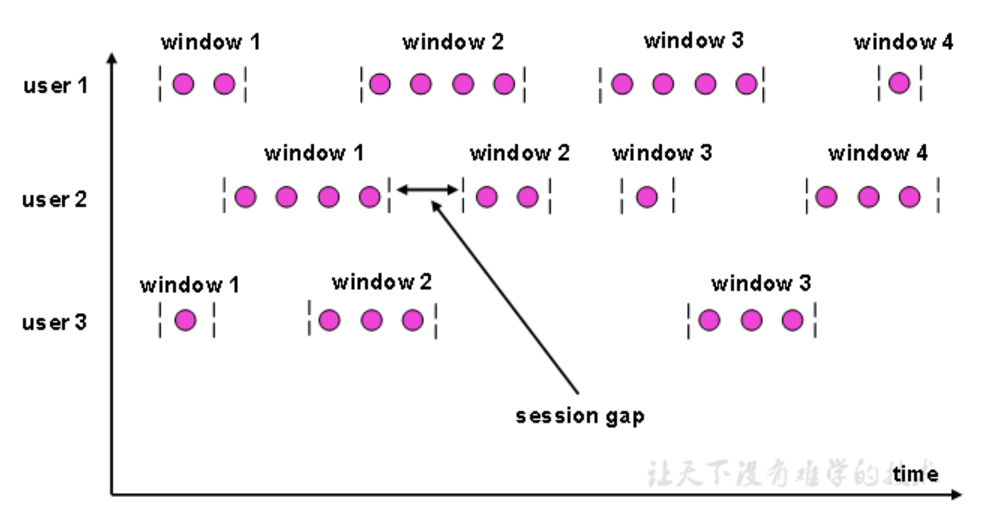 window 1 window 2 window 3 window 4
user 1
window 1 window 2 window 3 window 4
user 2
window 1 window 2 window 3
user 3
session gap
让天下没有难学的技术
time